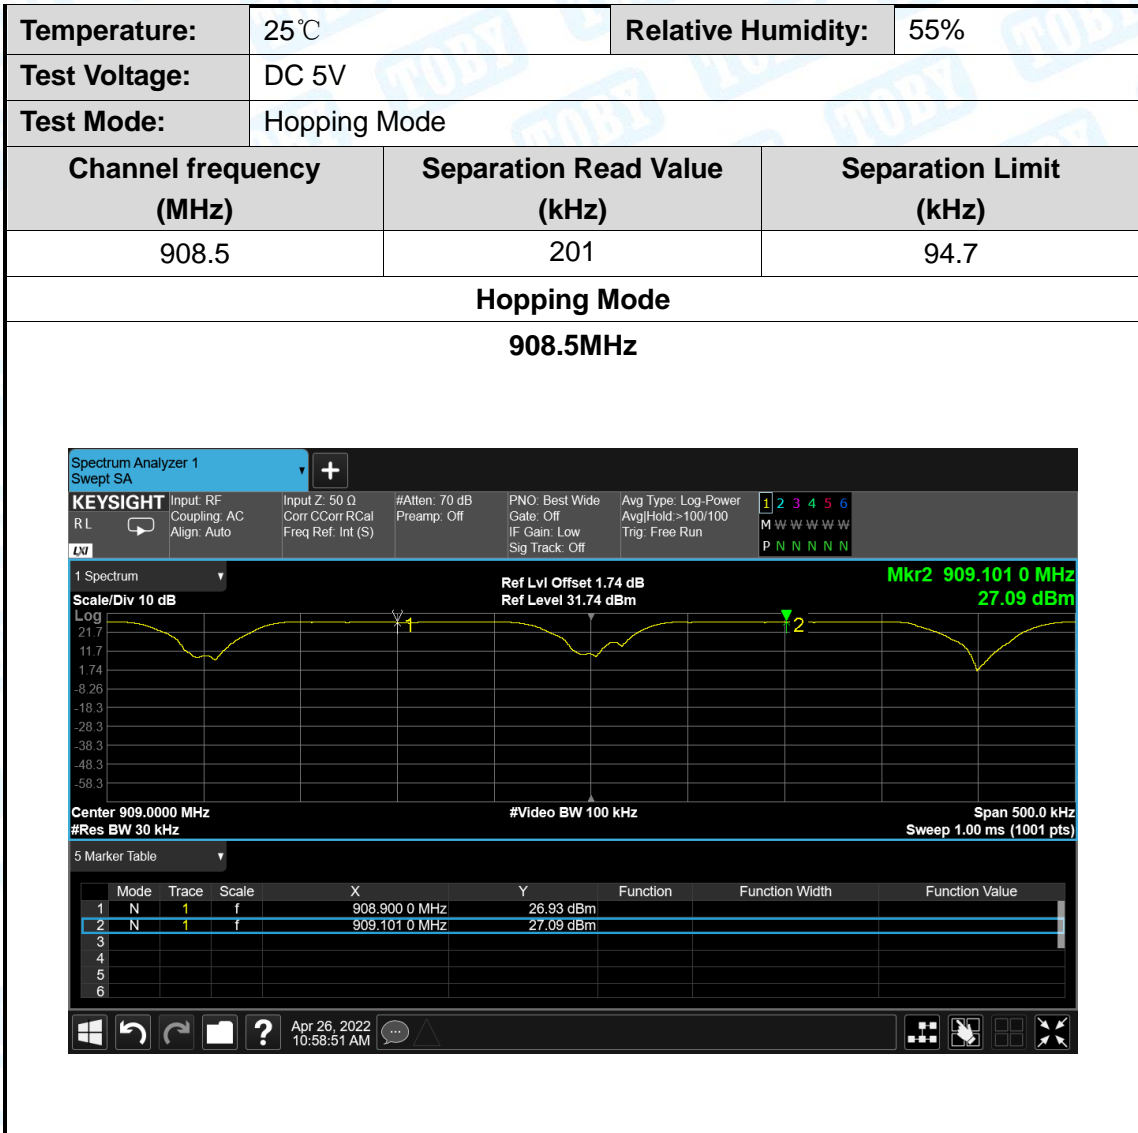 Temperature: 25℃ Relative Humidity: 55%
Test Voltage: DC 5V
Test Mode: Hopping Mode
Channel frequency (MHz) Separation Read Value (kHz) Separation Limit (kHz)
908.5 201 94.7
Hopping Mode
908.5MHz
Spectrum Analyzer 1
Swept SA
+
KEYSIGHT
RL
LXI
Input: RF
Coupling: AC
Align: Auto
Input Z: 50 Ω
Corr CCorr RCal
Freq Ref: Int (S)
#Atten: 70 dB
Preamp: Off
PNO: Best Wide
Gate: Off
IF Gain: Low
Sig Track: Off
Avg Type: Log-Power
Avg|Hold:>100/100
Trig: Free Run
1 2 3 4 5 6
M W W W W W
P N N N N N
1 Spectrum
Scale/Div 10 dB
Ref Lvl Offset 1.74 dB
Ref Level 31.74 dBm
Mkr2 909.101 0 MHz
27.09 dBm
Log
21.7
11.7
1.74
-8.26
-18.3
-28.3
-38.3
-48.3
-58.3
1
2
Center 909.0000 MHz #Video BW 100 kHz Span 500.0 kHz
#Res BW 30 kHz Sweep 1.00 ms (1001 pts)
5 Marker Table
Mode Trace Scale X Y Function Function Width Function Value
1 N 1 f 908.900 0 MHz 26.93 dBm
2 N 1 f 909.101 0 MHz 27.09 dBm
3
4
5
6
?
Apr 26, 2022
10:58:51 AM
TOBY
TOBY
TOBY
TOBY
TOBY